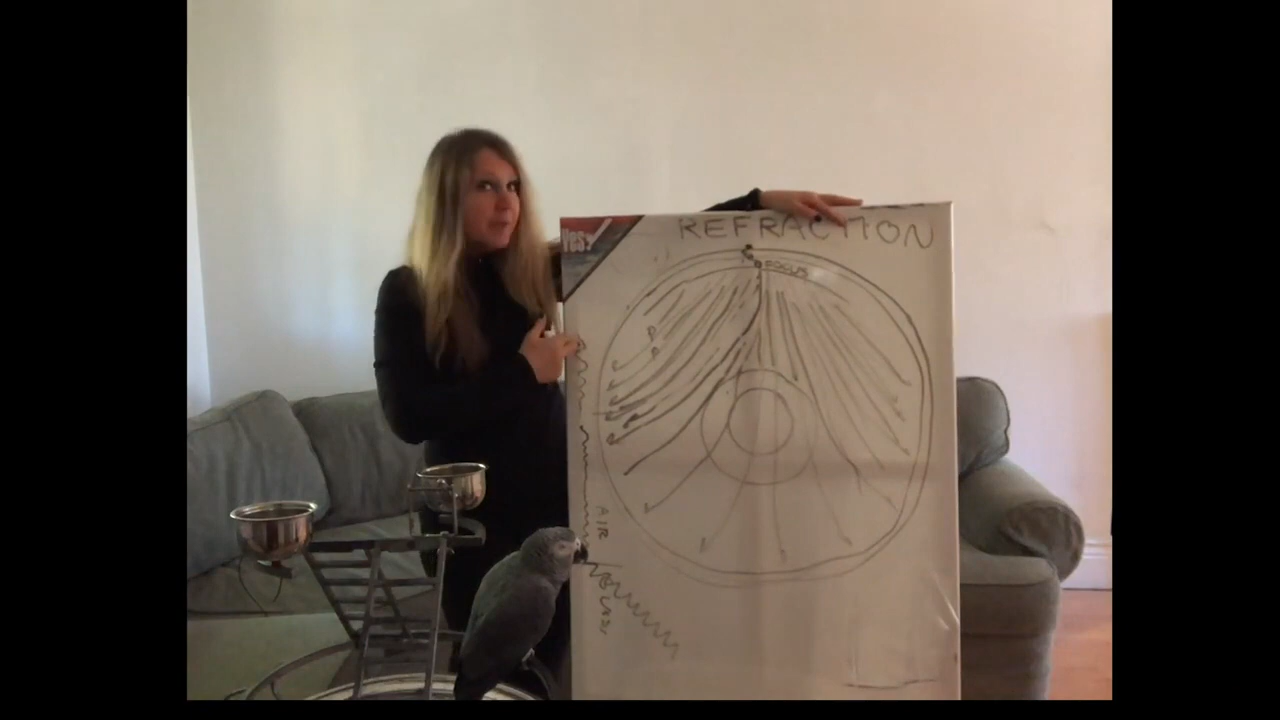 REFRACTION
Yes!
FOCUS
P
S
AIR